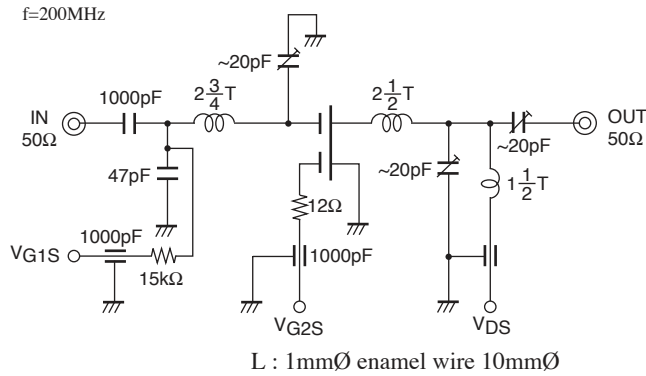 f=200MHz
~20pF
1000pF
2 3/4 T
2 1/2 T
IN
50Ω
OUT
50Ω
~20pF
47pF
~20pF
1 1/2 T
12Ω
VG1S
1000pF
15kΩ
1000pF
VG2S
VDS
L : 1mmØ enamel wire 10mmØ